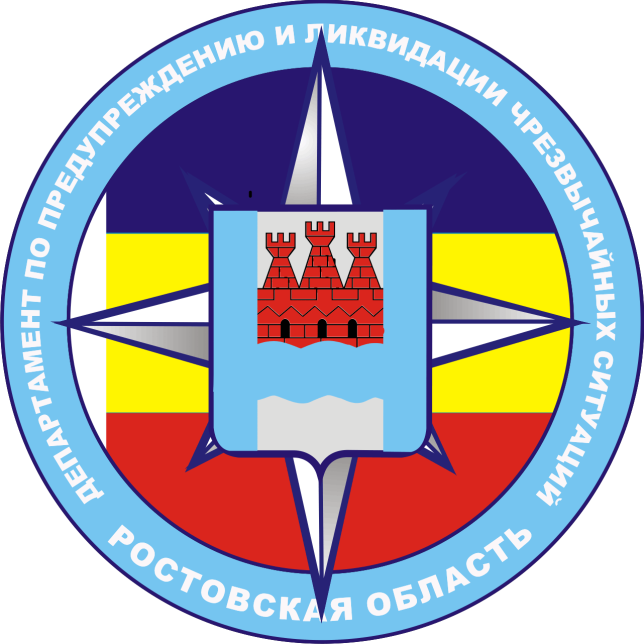 ДЕПАРТАМЕНТ ПО ПРЕДУПРЕЖДЕНИЮ И ЛИКВИДАЦИИ ЧРЕЗВЫЧАЙНЫХ СИТУАЦИЙ
РОСТОВСКАЯ ОБЛАСТЬ